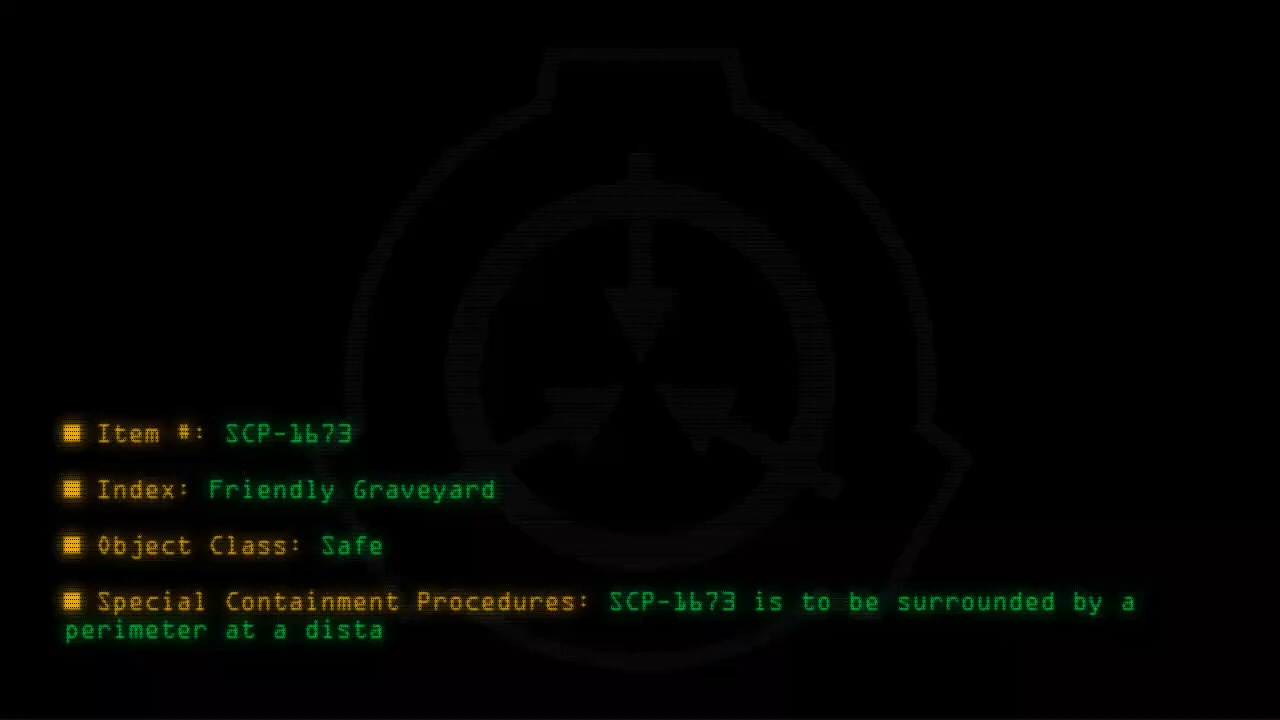 Item #: SCP-1673
Index: Friendly Graveyard
Object Class: Safe
Special Containment Procedures: SCP-1673 is to be surrounded by a
perimeter at a dista